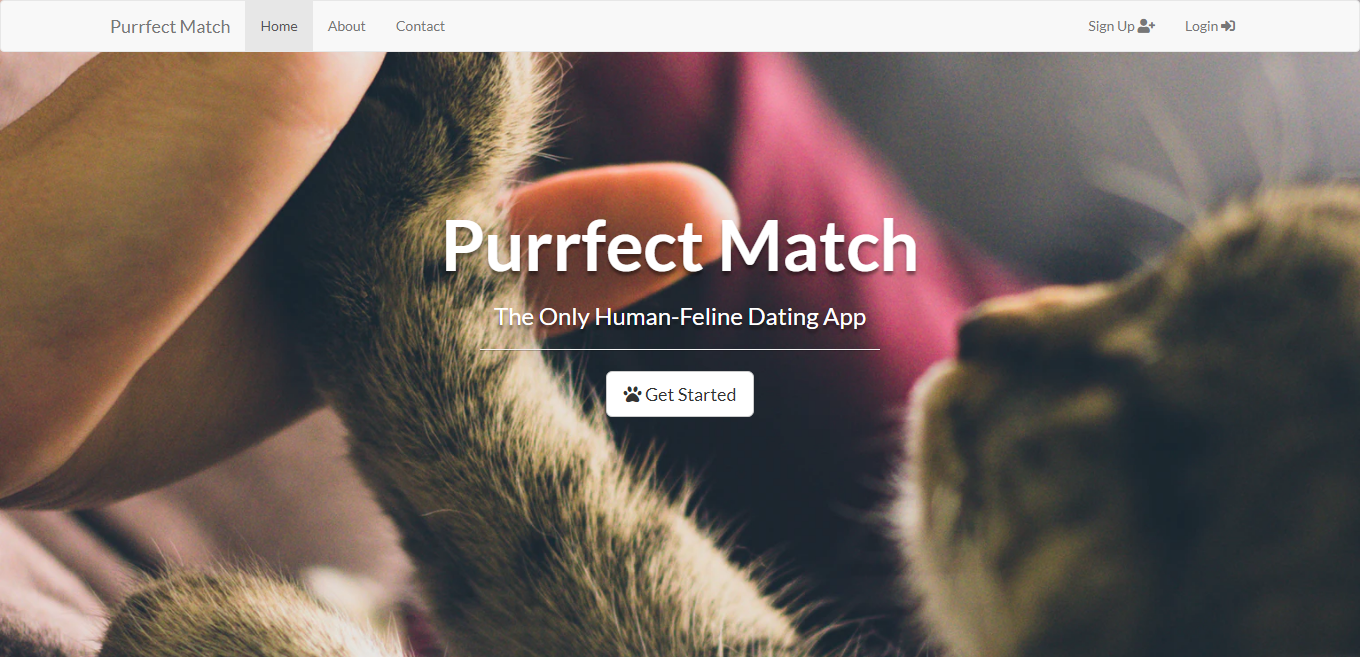 Purrfect Match Home About Contact Sign Up Login
Purrfect Match
The Only Human-Feline Dating App
Get Started